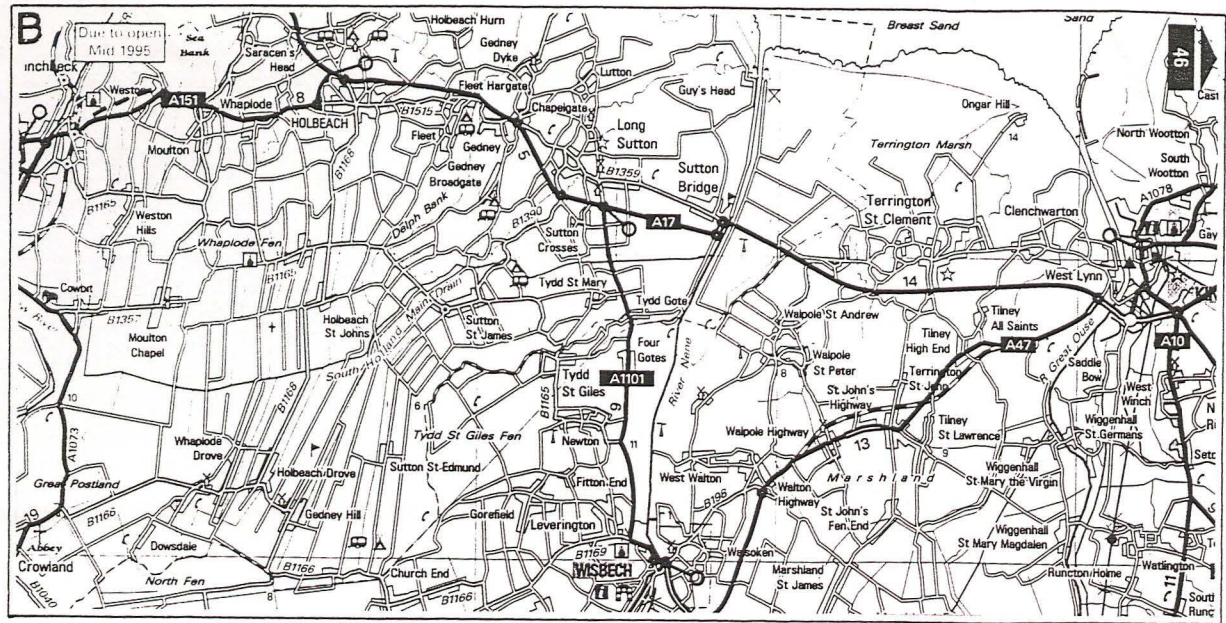 B
Due to open
Mid 1995
Sea
Bank
Saracen's
Head
Holbeach Hurn
Gedney
Dyke
Breast Sand
Sand
46
Weston
A151
Whaplode
8
HOLBEACH
Fleet Hargate
Lutton
Chapelgate
Guy's Head
Ongar Hill
14
North Wootton
Moulton
B1515
Fleet
Gedney
5
Long
Sutton
Terrington Marsh
South
Wootton
B1168
Gedney
Broadgate
B1359
Sutton
Bridge
A1078
B1165
Weston
Hills
Delph Bank
B1390
A17
Terrington
St Clement
Clenchwarton
Whaplode Fen
Sutton
Crosses
B1165
14
West Lynn
Cowbit
Tydd St Mary
Tydd Gote
B1357
Moulton
Chapel
Holbeach
St Johns
South Holland Main Drain
Sutton
St James
Walpole St Andrew
Tilney
All Saints
Tilney
High End
A47
R Great Ouse
A10
Four
Gotes
River Nene
Walpole
St Peter
8
Saddle
Bow
B1168
Tydd
St Giles
A1101
Terrington
St John
West
Winch
10
6
B1165
9
St John's
Highway
A1073
Whaplode
Drove
Tydd St Giles Fen
Newton
11
Walpole Highway
13
Tilney
St Lawrence
9
Wiggenhall
St Germans
Holbeach Drove
Sutton St Edmund
Fitton End
West Walton
Marshland
Wiggenhall
St Mary the Virgin
Great Postland
B1166
Gedney Hill
Gorefield
Leverington
B198
Walton
Highway
St John's
Fen End
Wiggenhall
St Mary Magdalen
19
Abbey
Crowland
Dowsdale
B1169
WISBECH
Walsoken
Marshland
St James
Watlington
North Fen
B1166
Church End
Runcton Holme
11
B1040
8
B1166